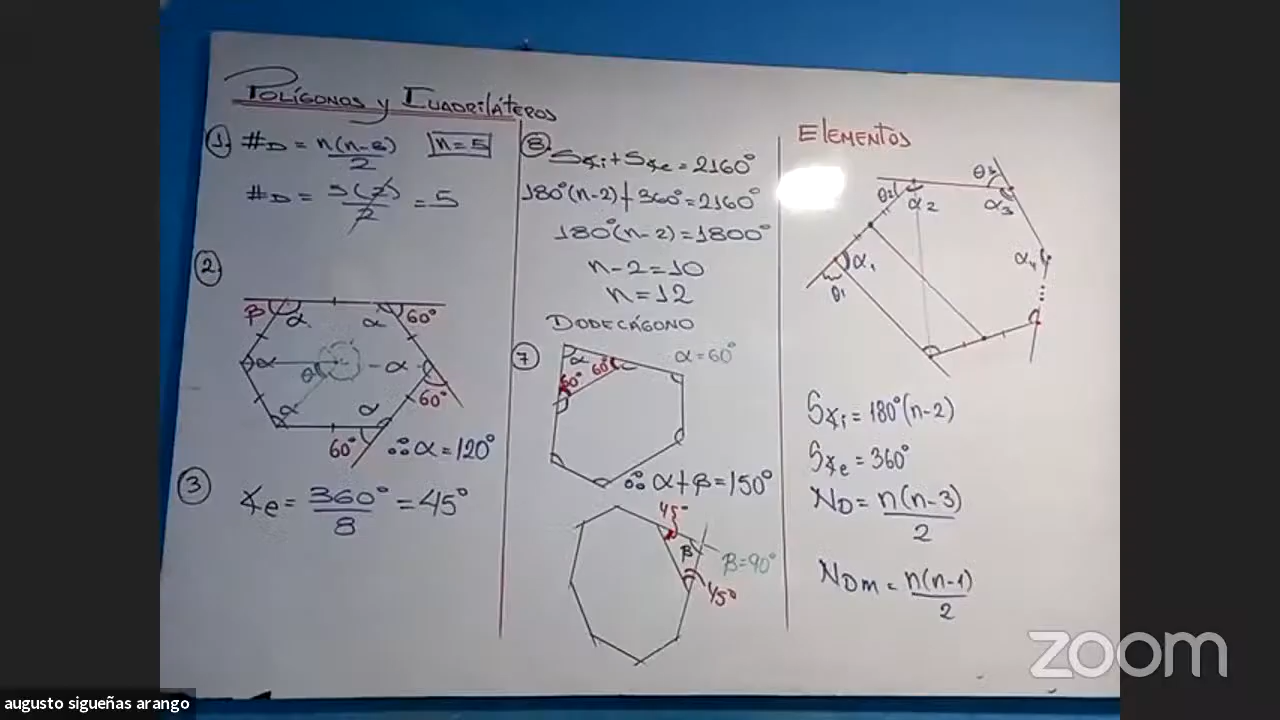 Polígonos y Cuadriláteros
① #D = n(n-3)/2 n=5
#D = 5(2)/2 = 5
②
β α α 60°
α θ α
60°
α α
60° ∴ α = 120°
③ ∢e = 360°/8 = 45°
⑧ S∢i + S∢e = 2160°
180°(n-2) + 360° = 2160°
180°(n-2) = 1800°
n-2 = 10
n = 12
DODECÁGONO
⑦ α α = 60°
60° 60°
∴ α+β = 150°
45°
β β = 90°
45°
Elementos
θ3
θ2 α2 α3
α1 α4
θ1
S∢i = 180°(n-2)
S∢e = 360°
ND = n(n-3)/2
NDm = n(n-1)/2
zoom
augusto sigueñas arango